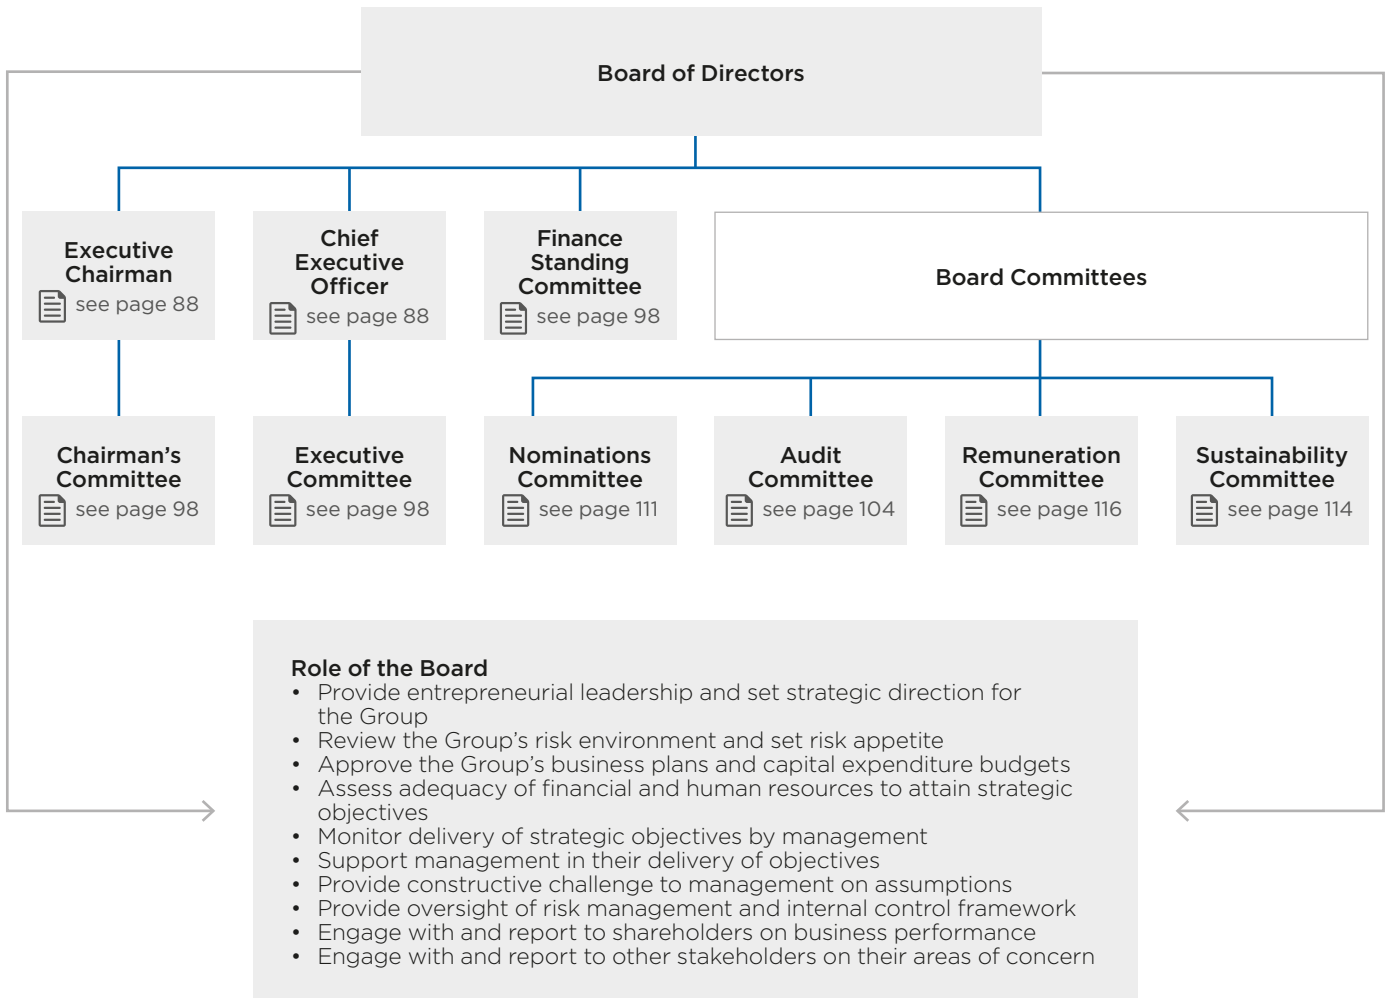 Board of Directors
Executive
Chairman
see page 88
Chief
Executive
Officer
see page 88
Finance
Standing
Committee
see page 98
Board Committees
Chairman’s
Committee
see page 98
Executive
Committee
see page 98
Nominations
Committee
see page 111
Audit
Committee
see page 104
Remuneration
Committee
see page 116
Sustainability
Committee
see page 114
Role of the Board
• Provide entrepreneurial leadership and set strategic direction for
the Group
• Review the Group’s risk environment and set risk appetite
• Approve the Group’s business plans and capital expenditure budgets
• Assess adequacy of financial and human resources to attain strategic
objectives
• Monitor delivery of strategic objectives by management
• Support management in their delivery of objectives
• Provide constructive challenge to management on assumptions
• Provide oversight of risk management and internal control framework
• Engage with and report to shareholders on business performance
• Engage with and report to other stakeholders on their areas of concern